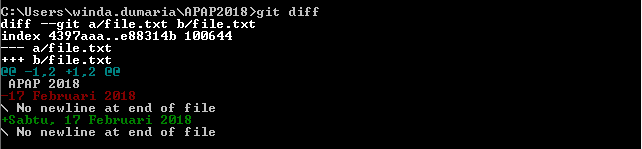 C:\Users\winda.dumaria\APAP2018>git diff
diff --git a/file.txt b/file.txt
index 4397aaa..e88314b 100644
--- a/file.txt
+++ b/file.txt
@@ -1,2 +1,2 @@
 APAP 2018
-17 Februari 2018
\ No newline at end of file
+Sabtu, 17 Februari 2018
\ No newline at end of file